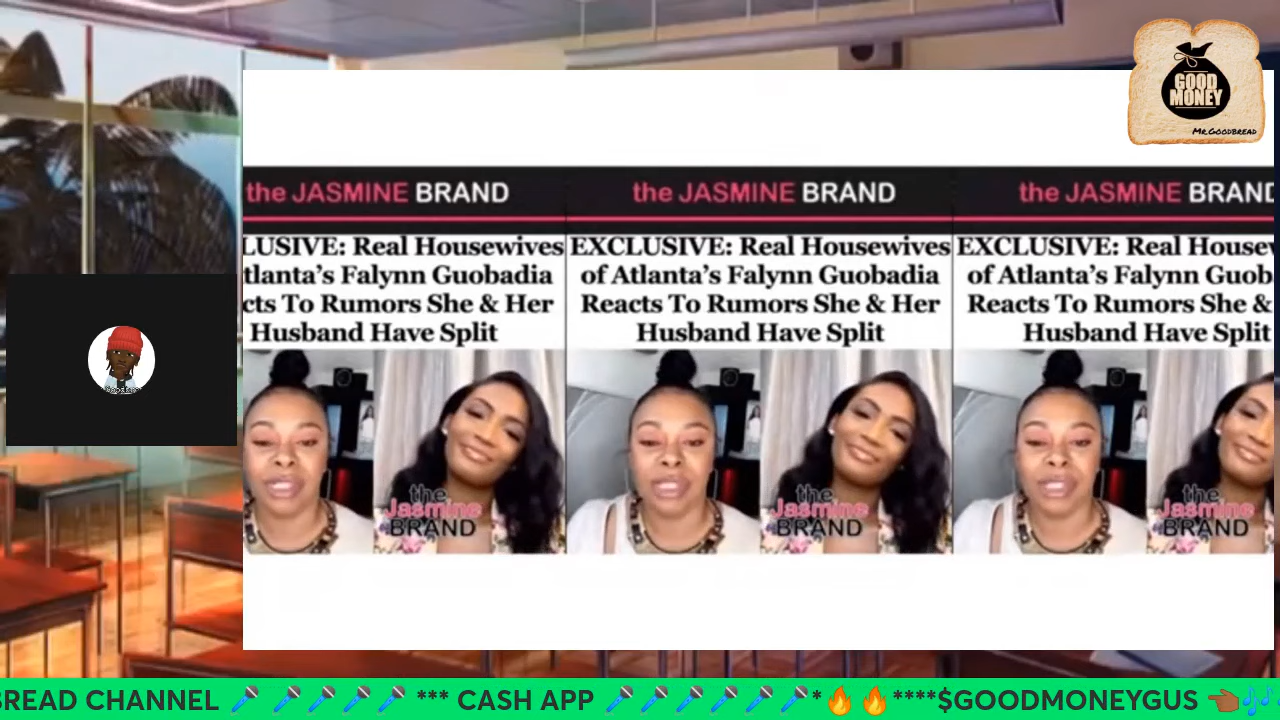 GOOD
MONEY
Mr.Goodbread
the JASMINE BRAND
LUSIVE: Real Housewives
tlanta's Falynn Guobadia
cts To Rumors She & Her
Husband Have Split
the
Jasmine
BRAND
the JASMINE BRAND
EXCLUSIVE: Real Housewives
of Atlanta's Falynn Guobadia
Reacts To Rumors She & Her
Husband Have Split
the
Jasmine
BRAND
the JASMINE BRAND
EXCLUSIVE: Real Housew
of Atlanta's Falynn Guob
Reacts To Rumors She &
Husband Have Split
the
Jasmine
BRAND
BREAD CHANNEL 🎤 🎤 🎤 🎤 🎤 *** CASH APP 🎤 🎤 🎤 🎤 🎤 🎤* 🔥 🔥 ****$GOODMONEYGUS 👈🏾 🎶